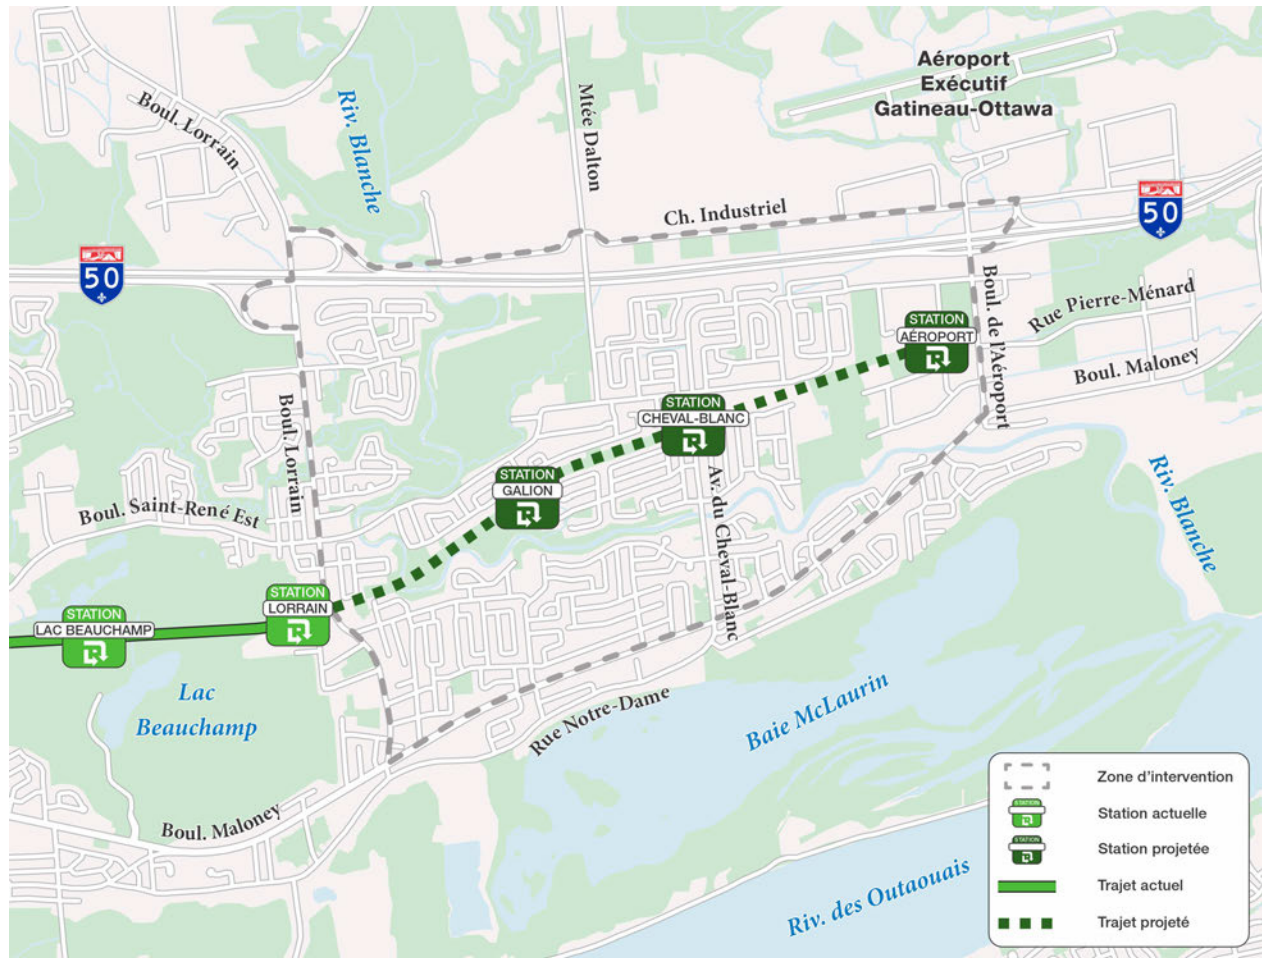 Aéroport
Exécutif
Gatineau-Ottawa
Boul. Lorrain
Riv. Blanche
Mtée Dalton
Ch. Industriel
50
50
Boul. de l'Aéroport
Rue Pierre-Ménard
Boul. Maloney
STATION
AÉROPORT
STATION
CHEVAL-BLANC
Boul. Lorrain
STATION
GALION
Av. du Cheval-Blanc
Riv. Blanche
Boul. Saint-René Est
STATION
LORRAIN
STATION
LAC BEAUCHAMP
Lac
Beauchamp
Rue Notre-Dame
Baie McLaurin
Boul. Maloney
Riv. des Outaouais
Zone d'intervention
STATION
Station actuelle
STATION
Station projetée
Trajet actuel
Trajet projeté